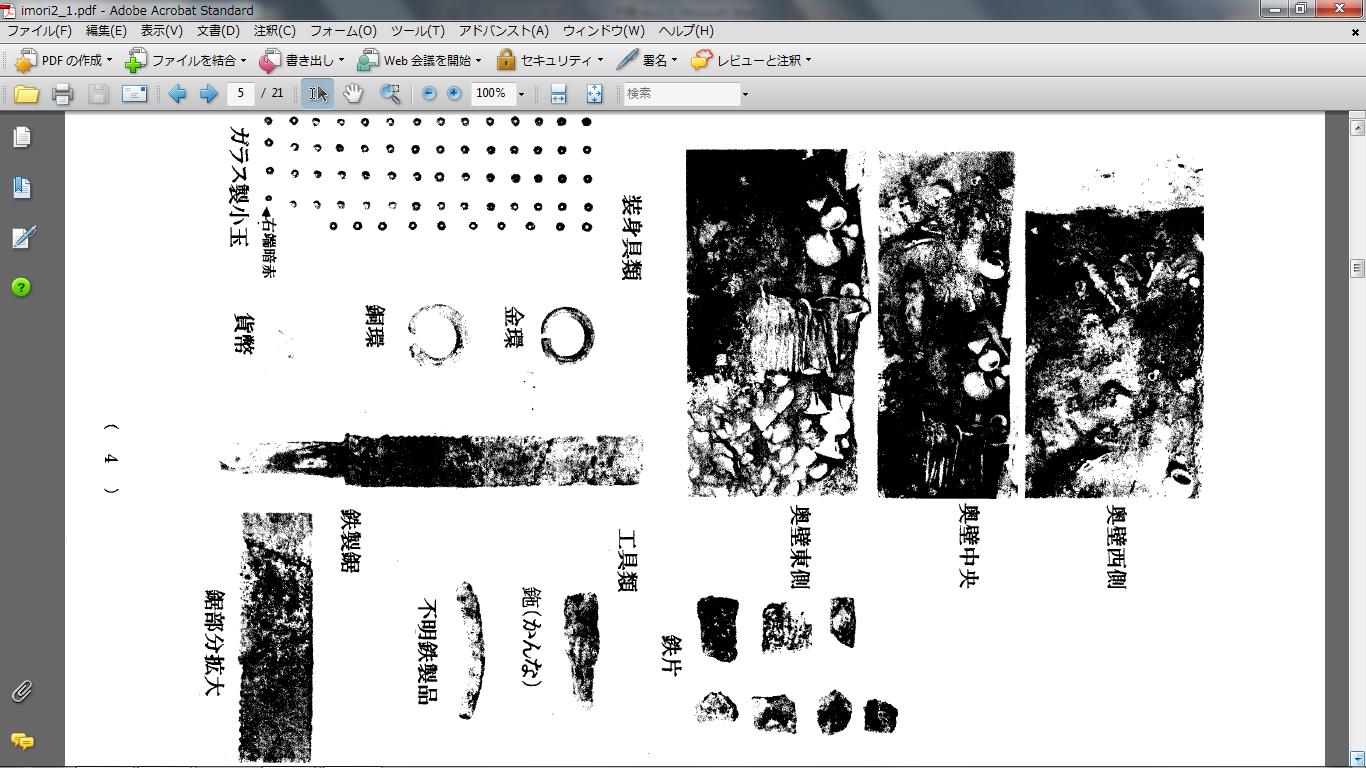 imori2_1.pdf - Adobe Acrobat Standard
ファイル(F) 編集(E) 表示(V) 文書(D) 注釈(C) フォーム(O) ツール(T) アドバンスト(A) ウィンドウ(W) ヘルプ(H)
PDF の作成 ファイルを結合 書き出し Web 会議を開始 セキュリティ 署名 レビューと注釈
5 / 21 100% 検索
奥壁西側
奥壁中央
奥壁東側
鉄片
装身具類
金環
銅環
ガラス製小玉
◀右端暗赤
貨幣
工具類
鉇(かんな)
不明鉄製品
鉄製鋸
鋸部分拡大
( 4 )